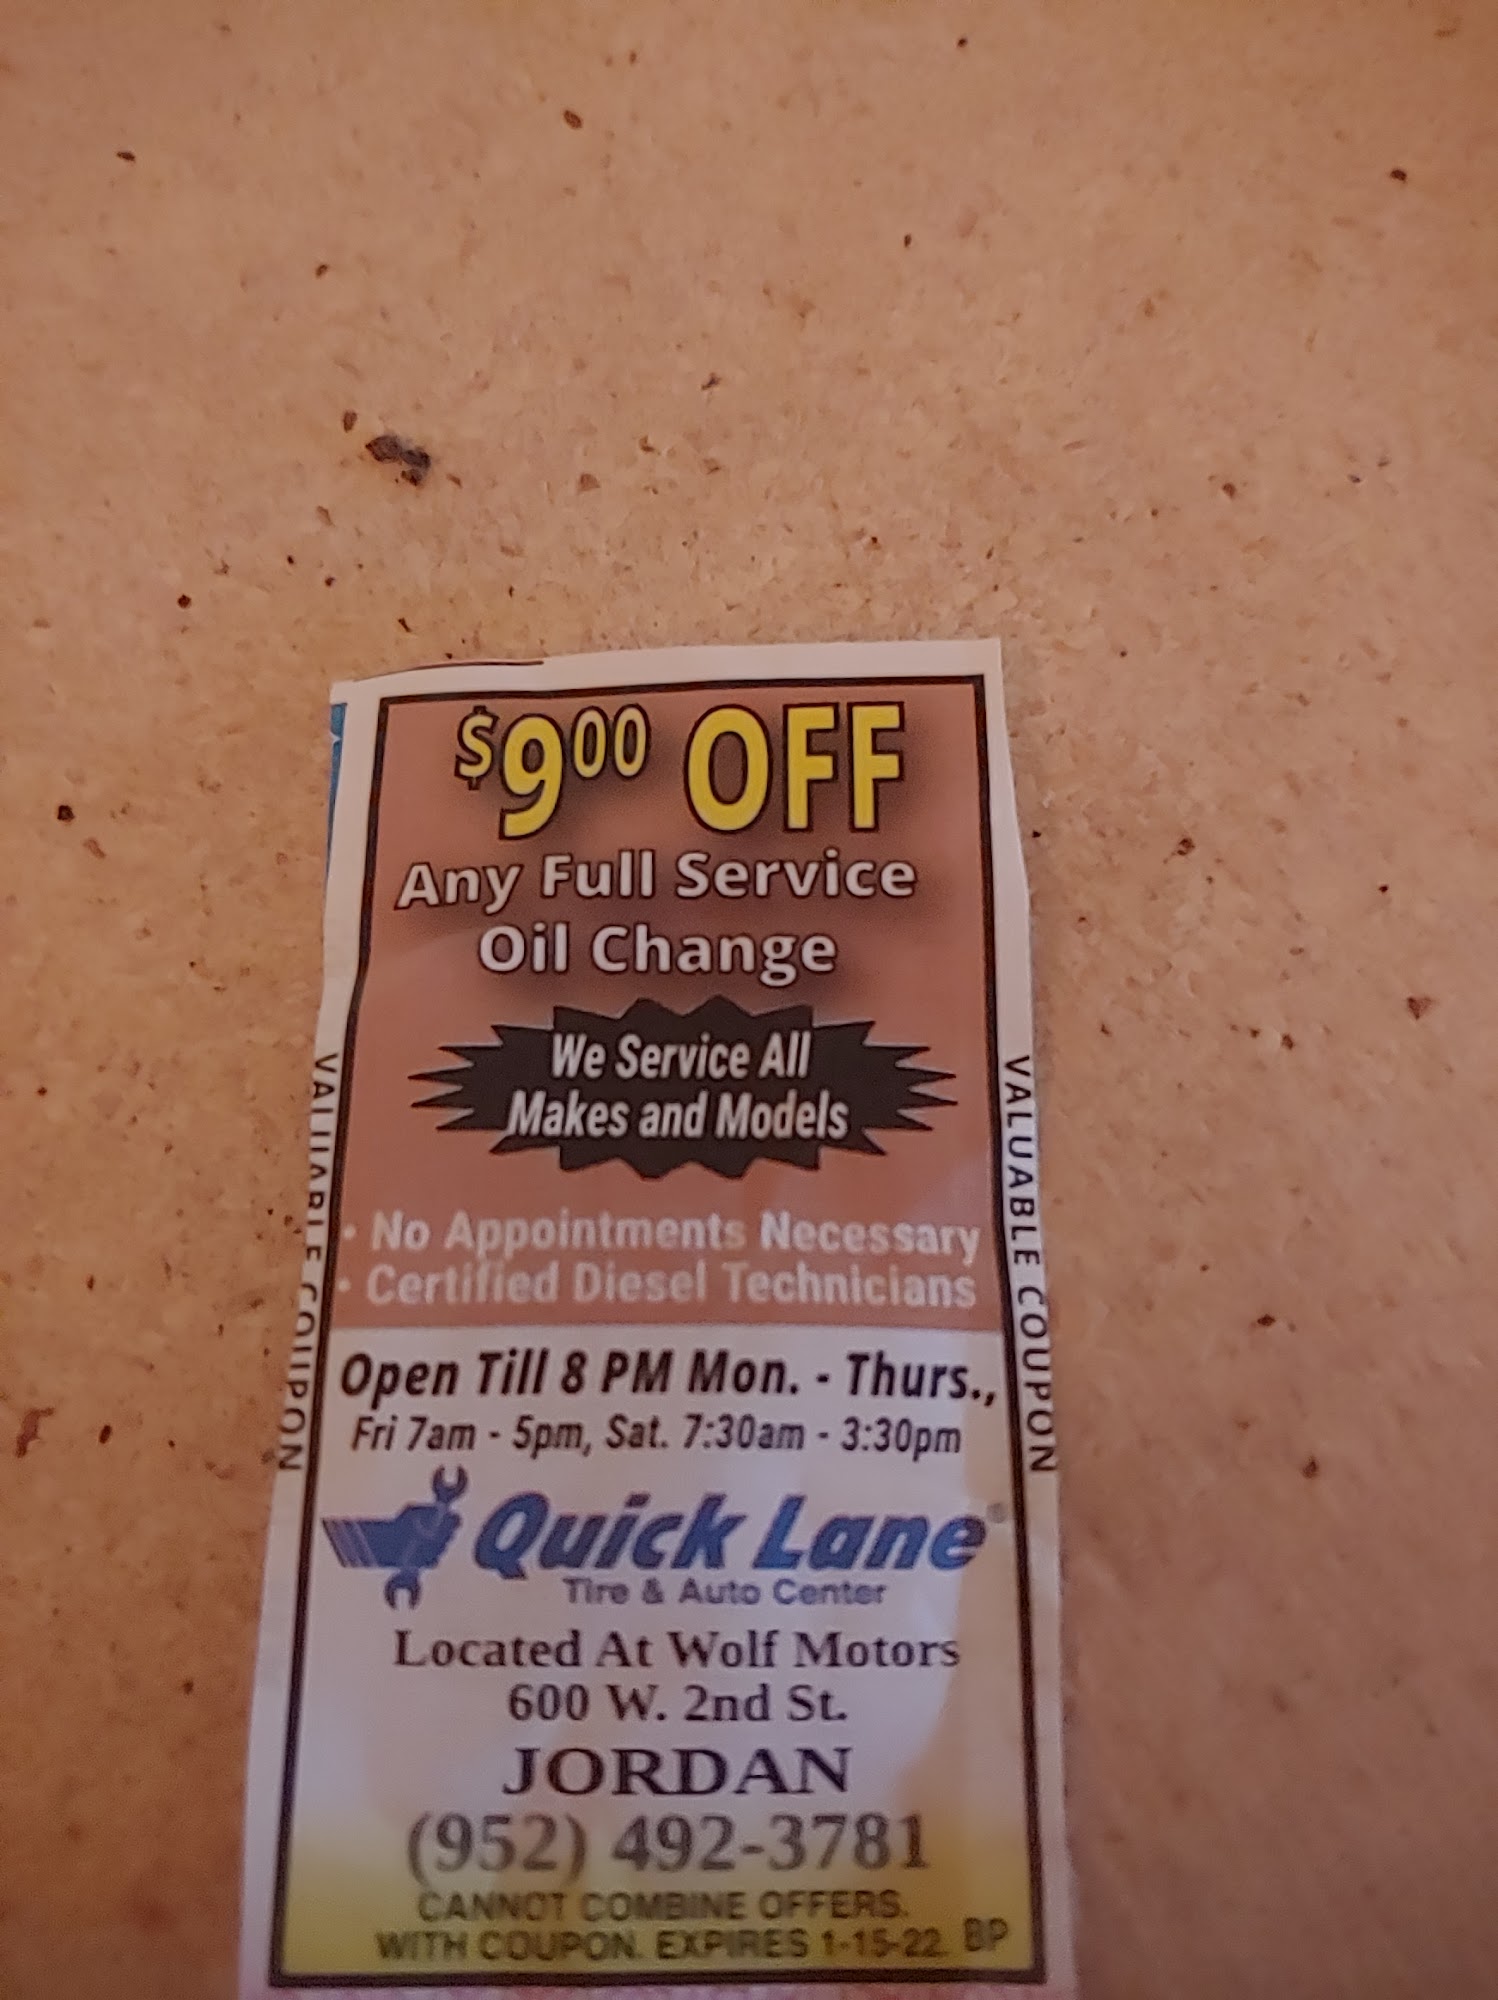 $9.00 OFF
Any Full Service
Oil Change
We Service All
Makes and Models
• No Appointments Necessary
• Certified Diesel Technicians
Open Till 8 PM Mon. - Thurs.,
Fri 7am - 5pm, Sat. 7:30am - 3:30pm
Quick Lane®
Tire & Auto Center
Located At Wolf Motors
600 W. 2nd St.
JORDAN
(952) 492-3781
CANNOT COMBINE OFFERS.
WITH COUPON. EXPIRES 1-15-22 BP
VALUABLE COUPON
VALUABLE COUPON